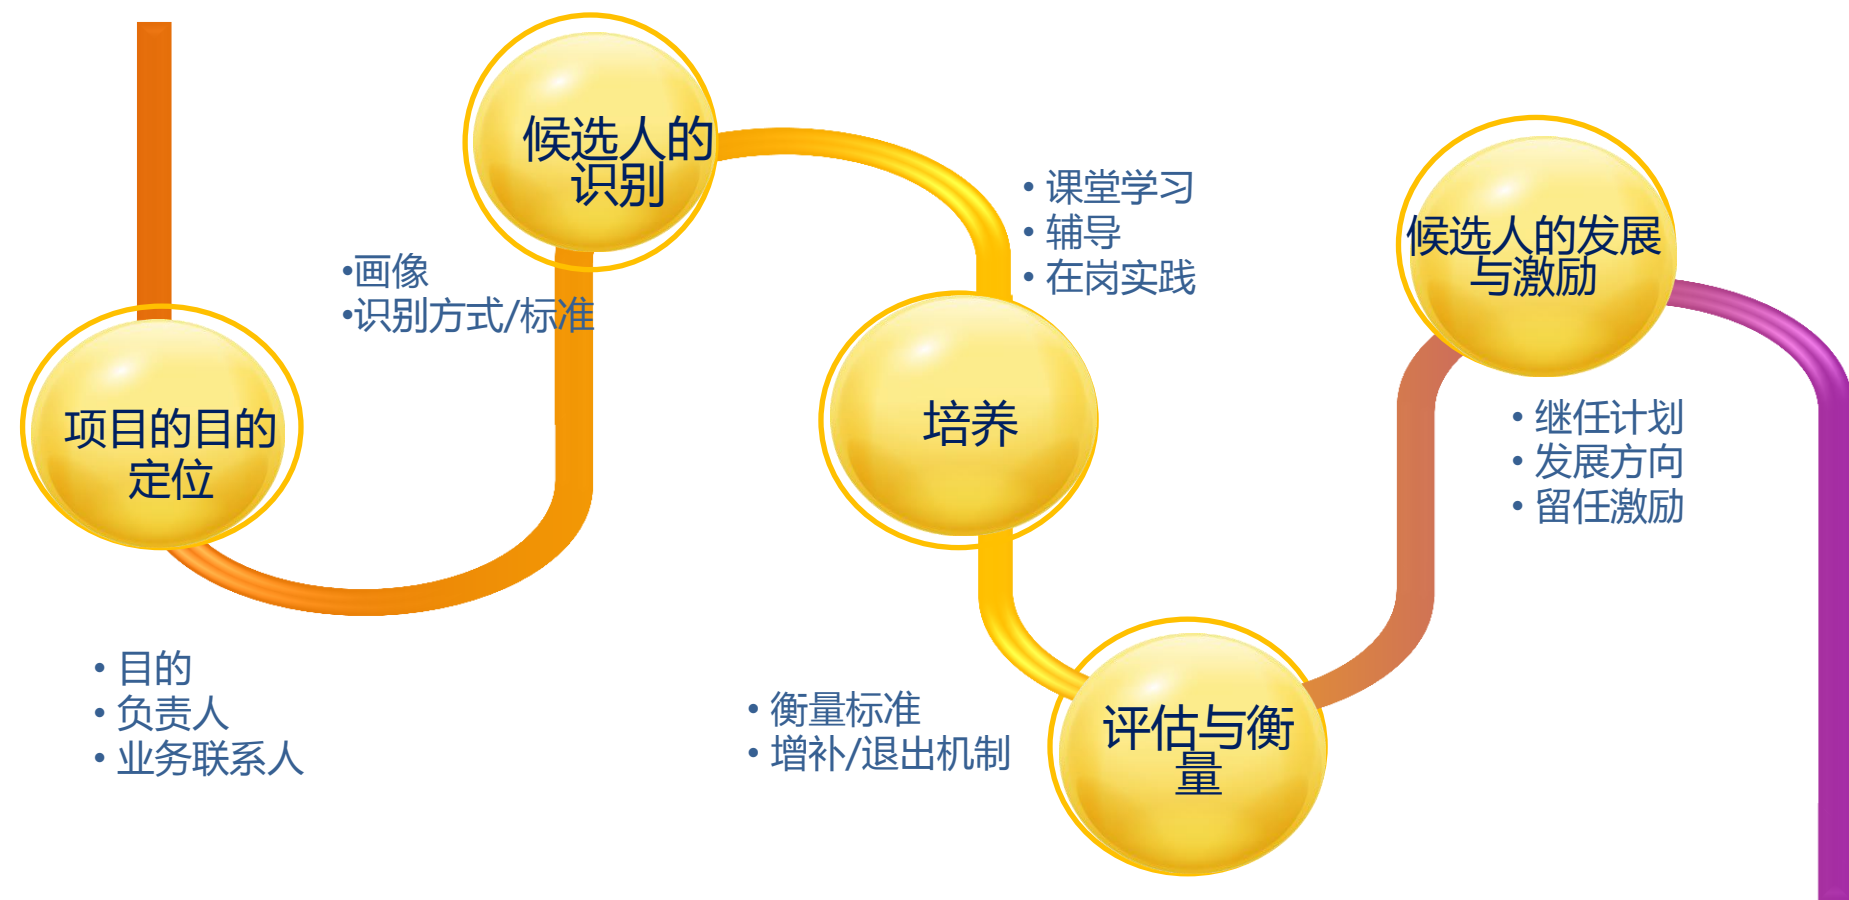 项目的目的
定位
• 目的
• 负责人
• 业务联系人
候选人的
识别
•画像
•识别方式/标准
培养
• 课堂学习
• 辅导
• 在岗实践
评估与衡
量
• 衡量标准
• 增补/退出机制
候选人的发展
与激励
• 继任计划
• 发展方向
• 留任激励